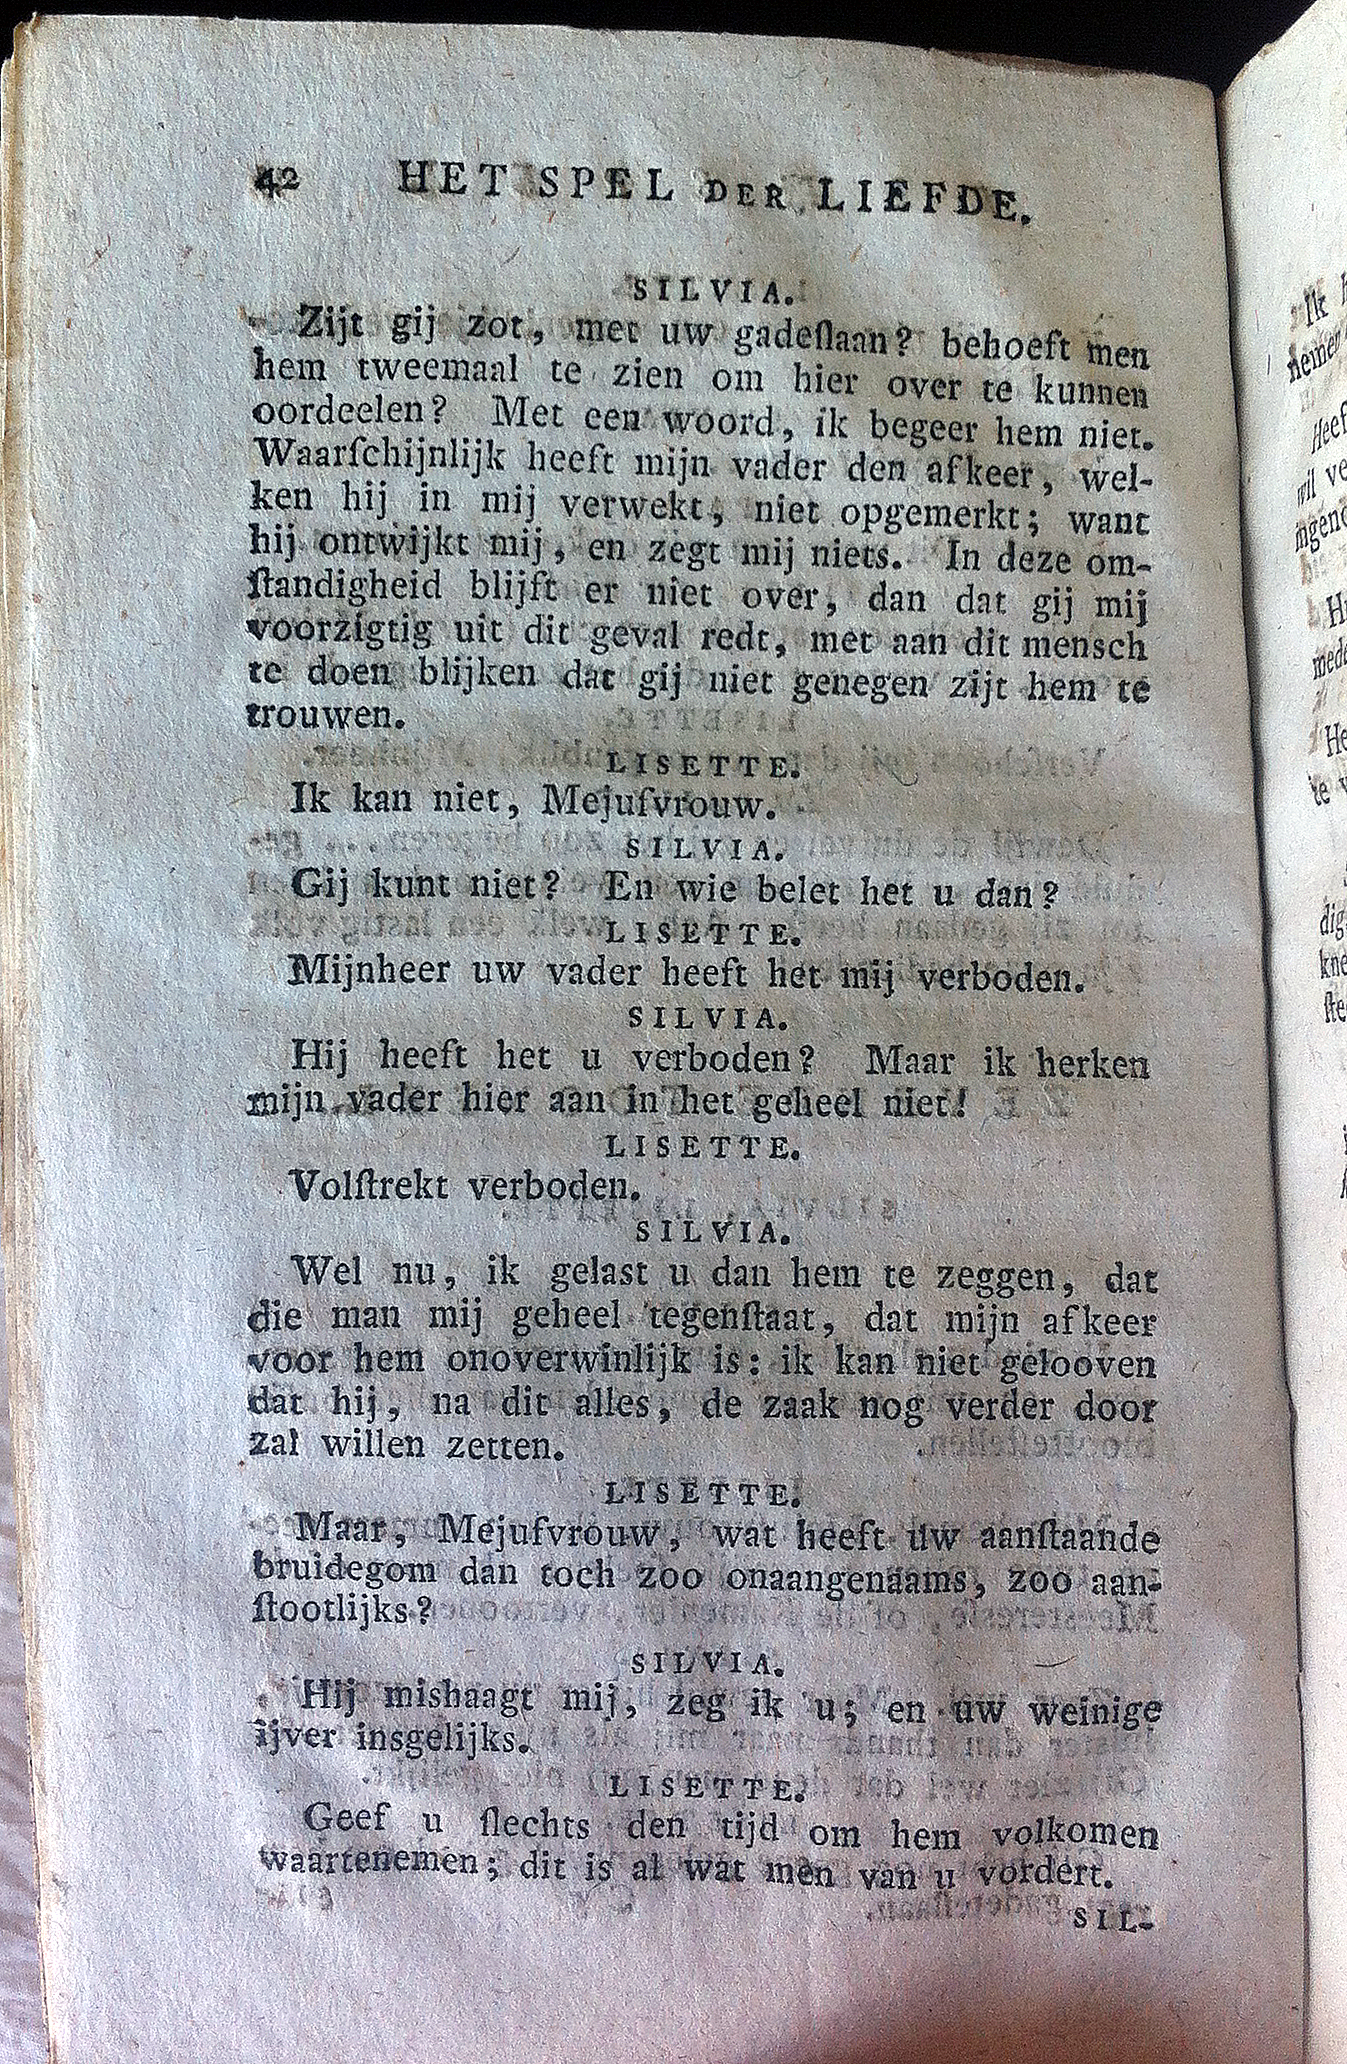 42 HET SPEL DER LIEFDE.
SILVIA.
Zijt gij zot, met uw gadeſlaan? behoeft men
hem tweemaal te zien om hier over te kunnen
oordeelen? Met een woord, ik begeer hem niet.
Waarſchijnlijk heeft mijn vader den afkeer, wel-
ken hij in mij verwekt, niet opgemerkt; want
hij ontwijkt mij, en zegt mij niets. In deze om-
ſtandigheid blijft er niet over, dan dat gij mij
voorzigtig uit dit geval redt, met aan dit mensch
te doen blijken dat gij niet genegen zijt hem te
trouwen.
LISETTE.
Ik kan niet, Mejufvrouw.
SILVIA.
Gij kunt niet? En wie belet het u dan?
LISETTE.
Mijnheer uw vader heeft het mij verboden.
SILVIA.
Hij heeft het u verboden? Maar ik herken
mijn vader hier aan in het geheel niet!
LISETTE.
Volſtrekt verboden.
SILVIA.
Wel nu, ik gelast u dan hem te zeggen, dat
die man mij geheel tegenſtaat, dat mijn afkeer
voor hem onoverwinlijk is: ik kan niet gelooven
dat hij, na dit alles, de zaak nog verder door
zal willen zetten.
LISETTE.
Maar, Mejufvrouw, wat heeft uw aanſtaande
bruidegom dan toch zoo onaangenaams, zoo aan-
ſtootlijks?
SILVIA.
Hij mishaagt mij, zeg ik u; en uw weinige
ijver insgelijks.
LISETTE.
Geef u ſlechts den tijd om hem volkomen
waartenemen; dit is al wat men van u vordert.
SIL-